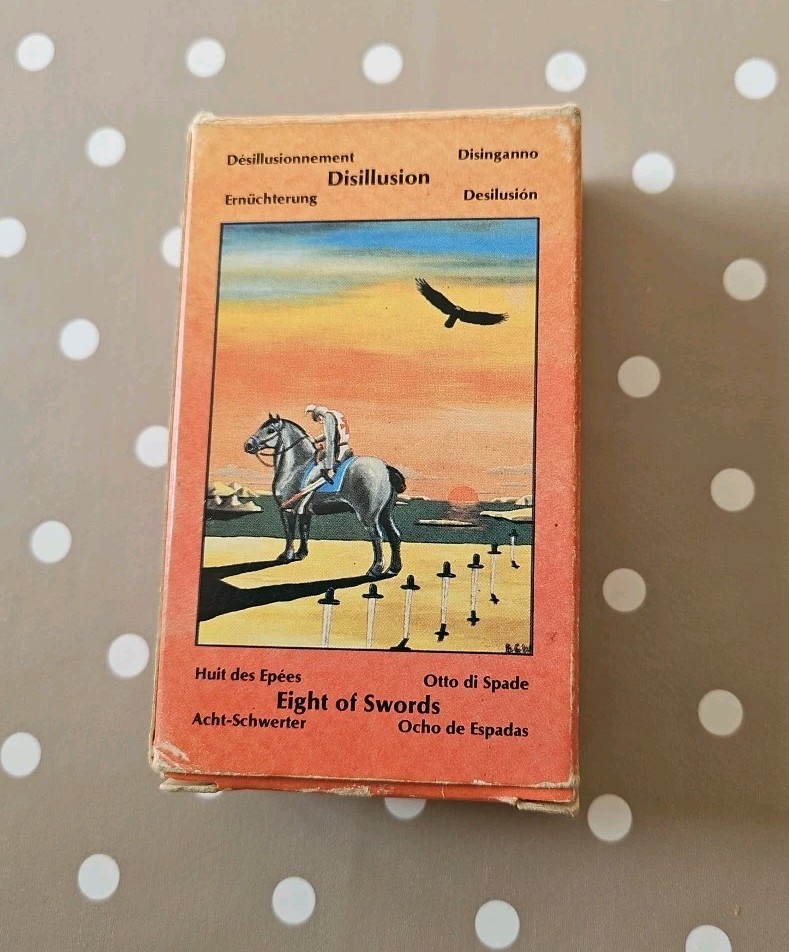 Désillusionnement Disinganno
Disillusion
Ernüchterung Desilusión
B.G.W.
Huit des Epées Otto di Spade
Eight of Swords
Acht-Schwerter Ocho de Espadas